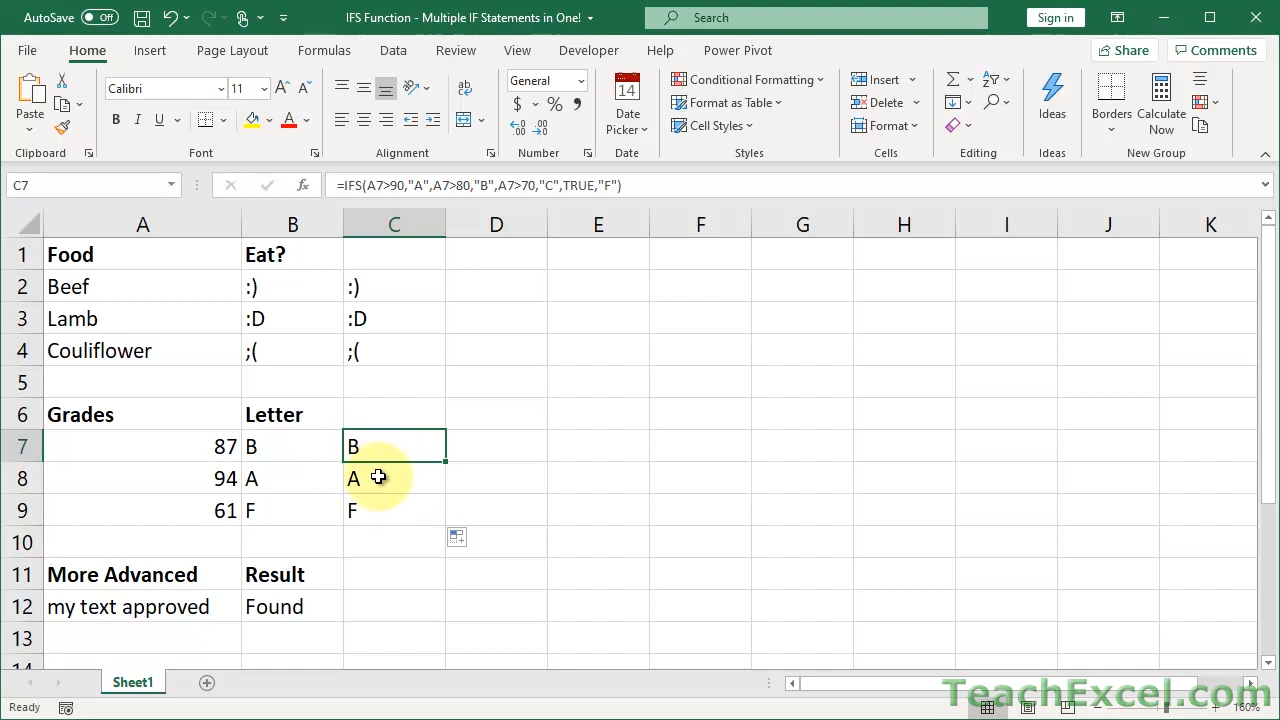 AutoSave Off
IFS Function - Multiple IF Statements in One!
Search
Sign in
File Home Insert Page Layout Formulas Data Review View Developer Help Power Pivot
Share Comments
Paste
Clipboard
Calibri 11
B I U
Font
Alignment
General
$ % 9
Number
14
Date Picker
Date
Conditional Formatting
Format as Table
Cell Styles
Styles
Insert
Delete
Format
Cells
Editing
Ideas
Ideas
Borders
Calculate Now
New Group
C7 fx =IFS(A7>90,"A",A7>80,"B",A7>70,"C",TRUE,"F")
A B C D E F G H I J K
1 Food Eat?
2 Beef :) :)
3 Lamb :D :D
4 Couliflower ;( ;(
5
6 Grades Letter
7 87 B B
8 94 A A
9 61 F F
10
11 More Advanced Result
12 my text approved Found
13
14
Sheet1
TeachExcel.com
Ready
160%